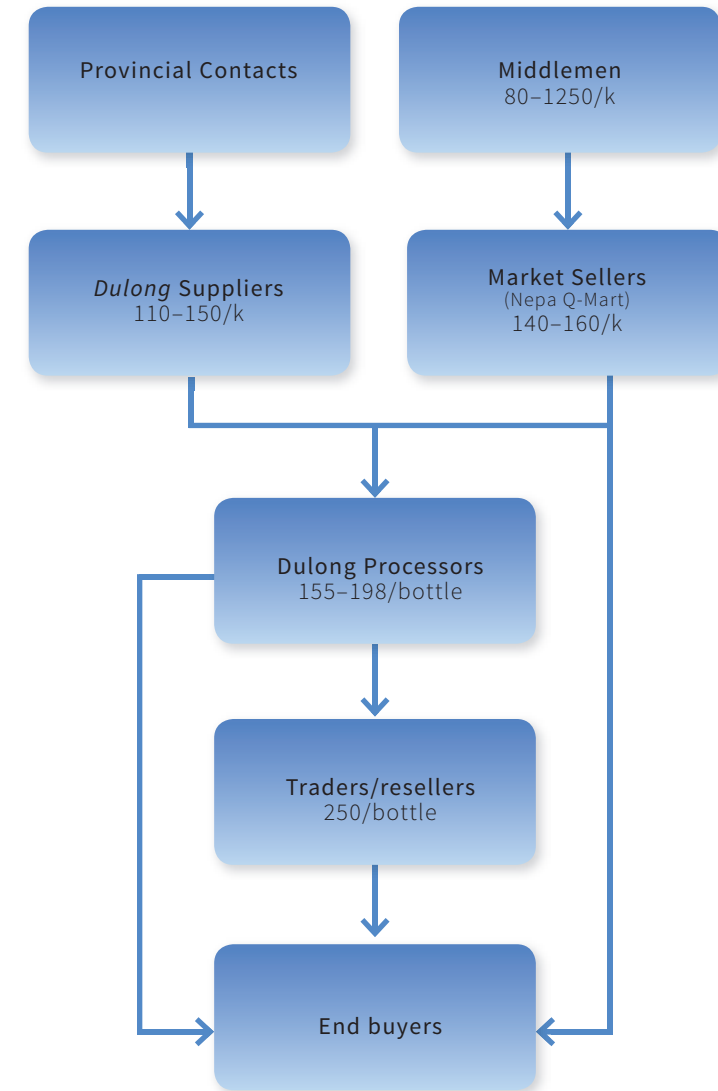 Provincial Contacts
Middlemen
80–1250/k
Dulong Suppliers
110–150/k
Market Sellers
(Nepa Q-Mart)
140–160/k
Dulong Processors
155–198/bottle
Traders/resellers
250/bottle
End buyers